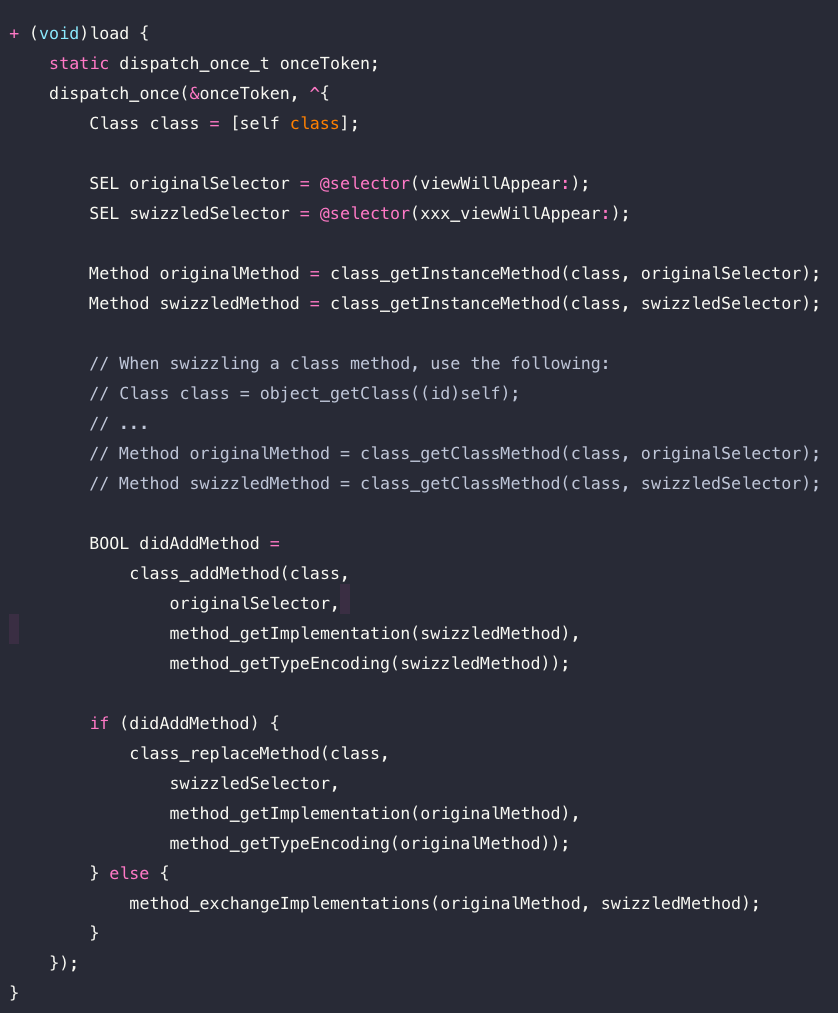 + (void)load {
    static dispatch_once_t onceToken;
    dispatch_once(&onceToken, ^{
        Class class = [self class];

        SEL originalSelector = @selector(viewWillAppear:);
        SEL swizzledSelector = @selector(xxx_viewWillAppear:);

        Method originalMethod = class_getInstanceMethod(class, originalSelector);
        Method swizzledMethod = class_getInstanceMethod(class, swizzledSelector);

        // When swizzling a class method, use the following:
        // Class class = object_getClass((id)self);
        // ...
        // Method originalMethod = class_getClassMethod(class, originalSelector);
        // Method swizzledMethod = class_getClassMethod(class, swizzledSelector);

        BOOL didAddMethod =
            class_addMethod(class,
                originalSelector,
                method_getImplementation(swizzledMethod),
                method_getTypeEncoding(swizzledMethod));

        if (didAddMethod) {
            class_replaceMethod(class,
                swizzledSelector,
                method_getImplementation(originalMethod),
                method_getTypeEncoding(originalMethod));
        } else {
            method_exchangeImplementations(originalMethod, swizzledMethod);
        }
    });
}